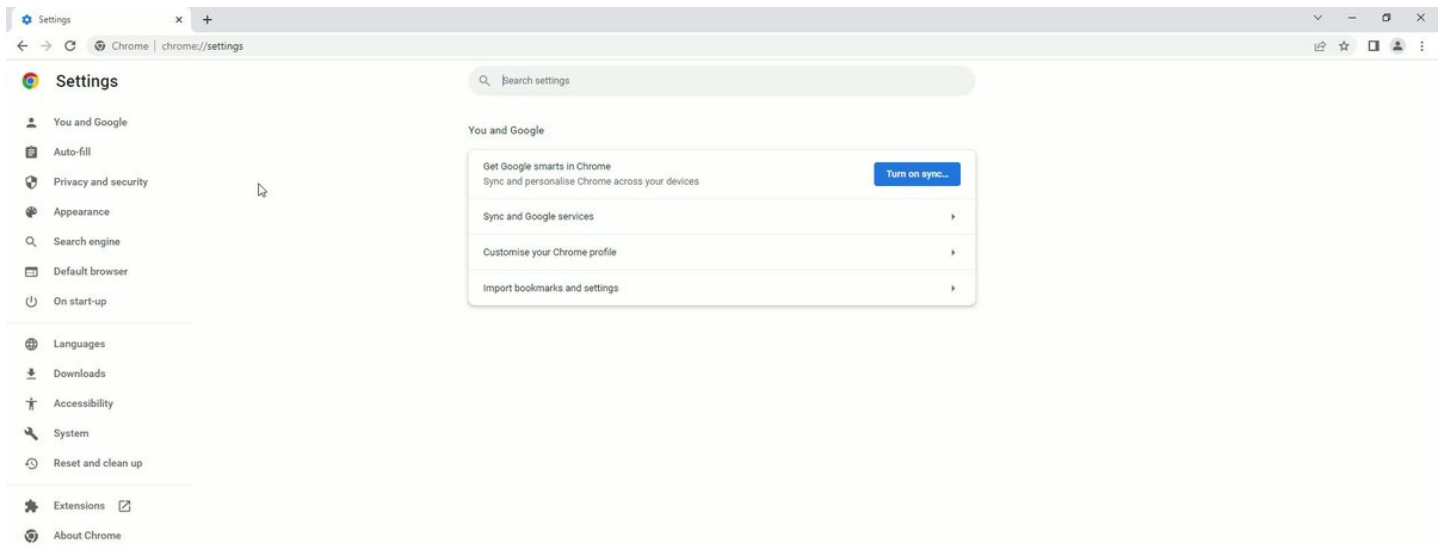 Settings
Chrome | chrome://settings
Settings
Search settings
You and Google
Auto-fill
Privacy and security
Appearance
Search engine
Default browser
On start-up
Languages
Downloads
Accessibility
System
Reset and clean up
Extensions
About Chrome
You and Google
Get Google smarts in Chrome
Sync and personalise Chrome across your devices
Turn on sync...
Sync and Google services
Customise your Chrome profile
Import bookmarks and settings